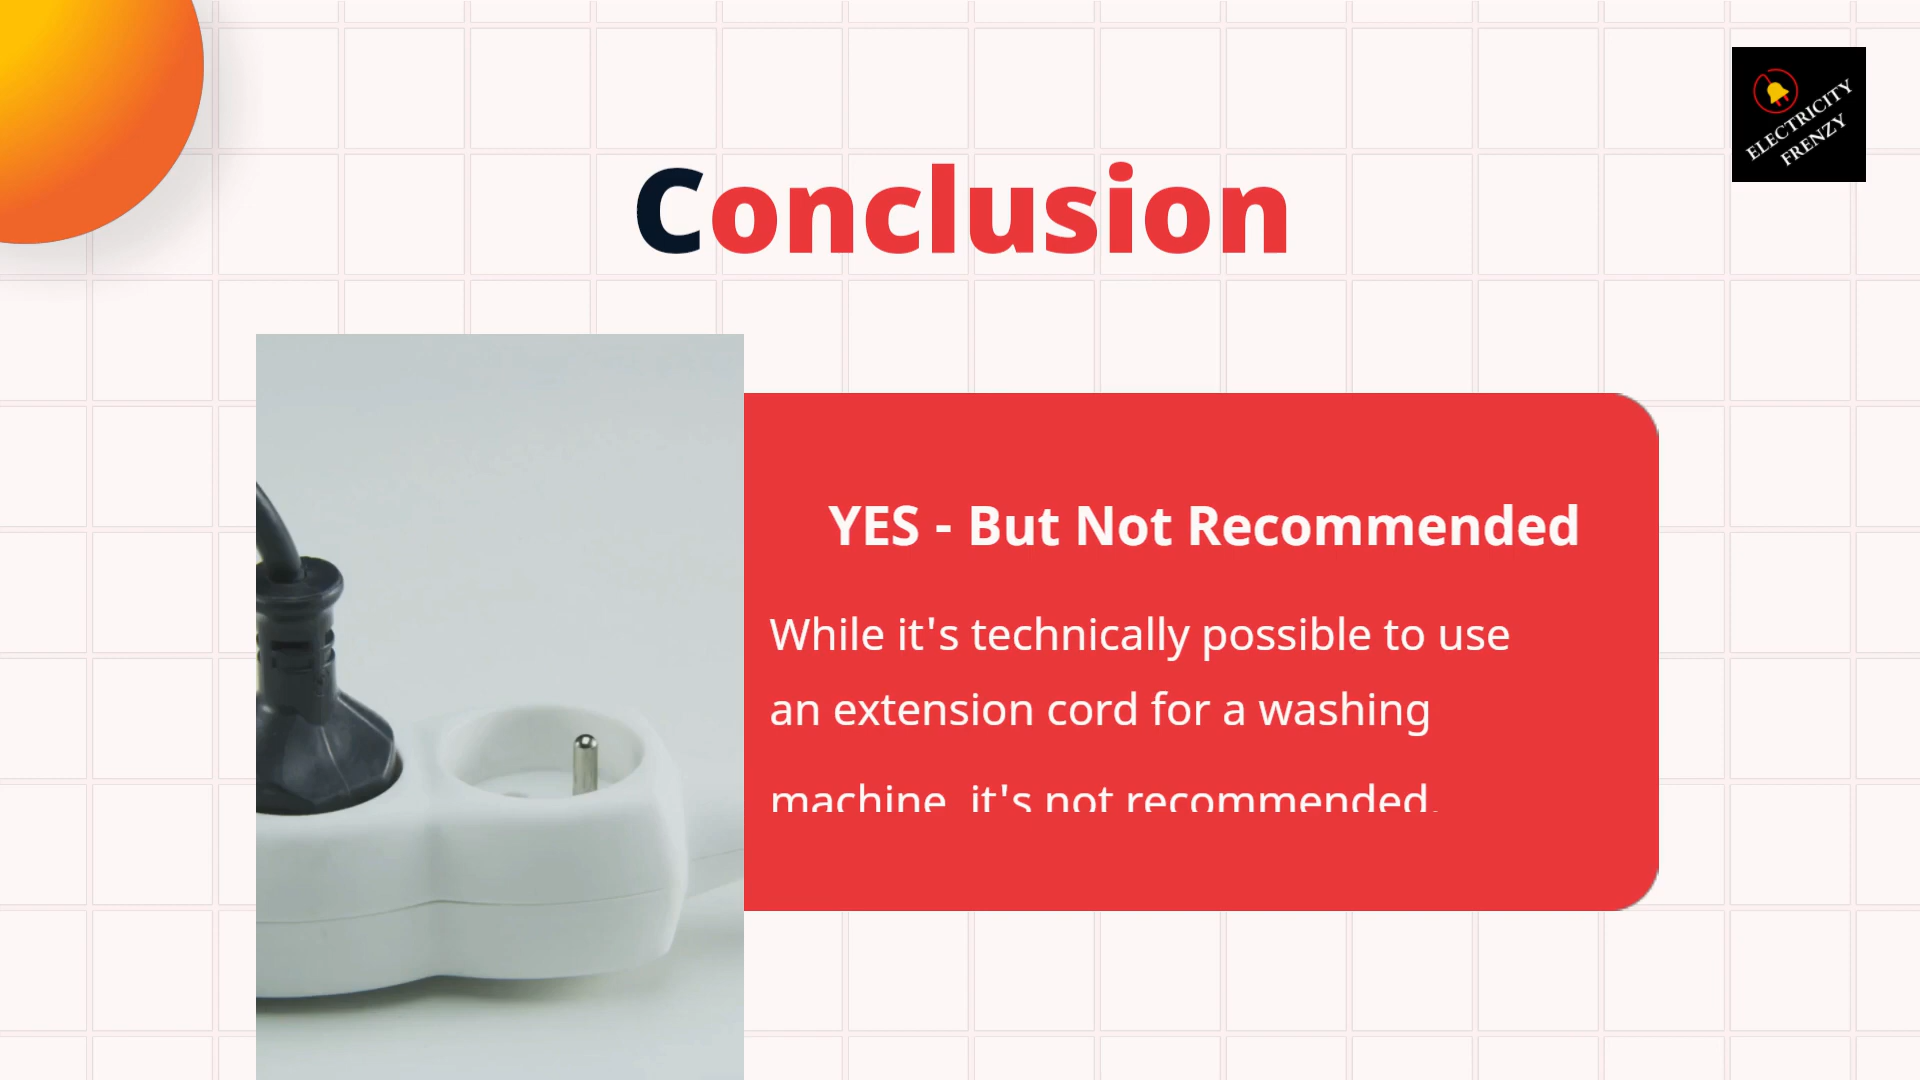 ELECTRICITY
FRENZY
Conclusion
YES - But Not Recommended
While it's technically possible to use
an extension cord for a washing
machine, it's not recommended.